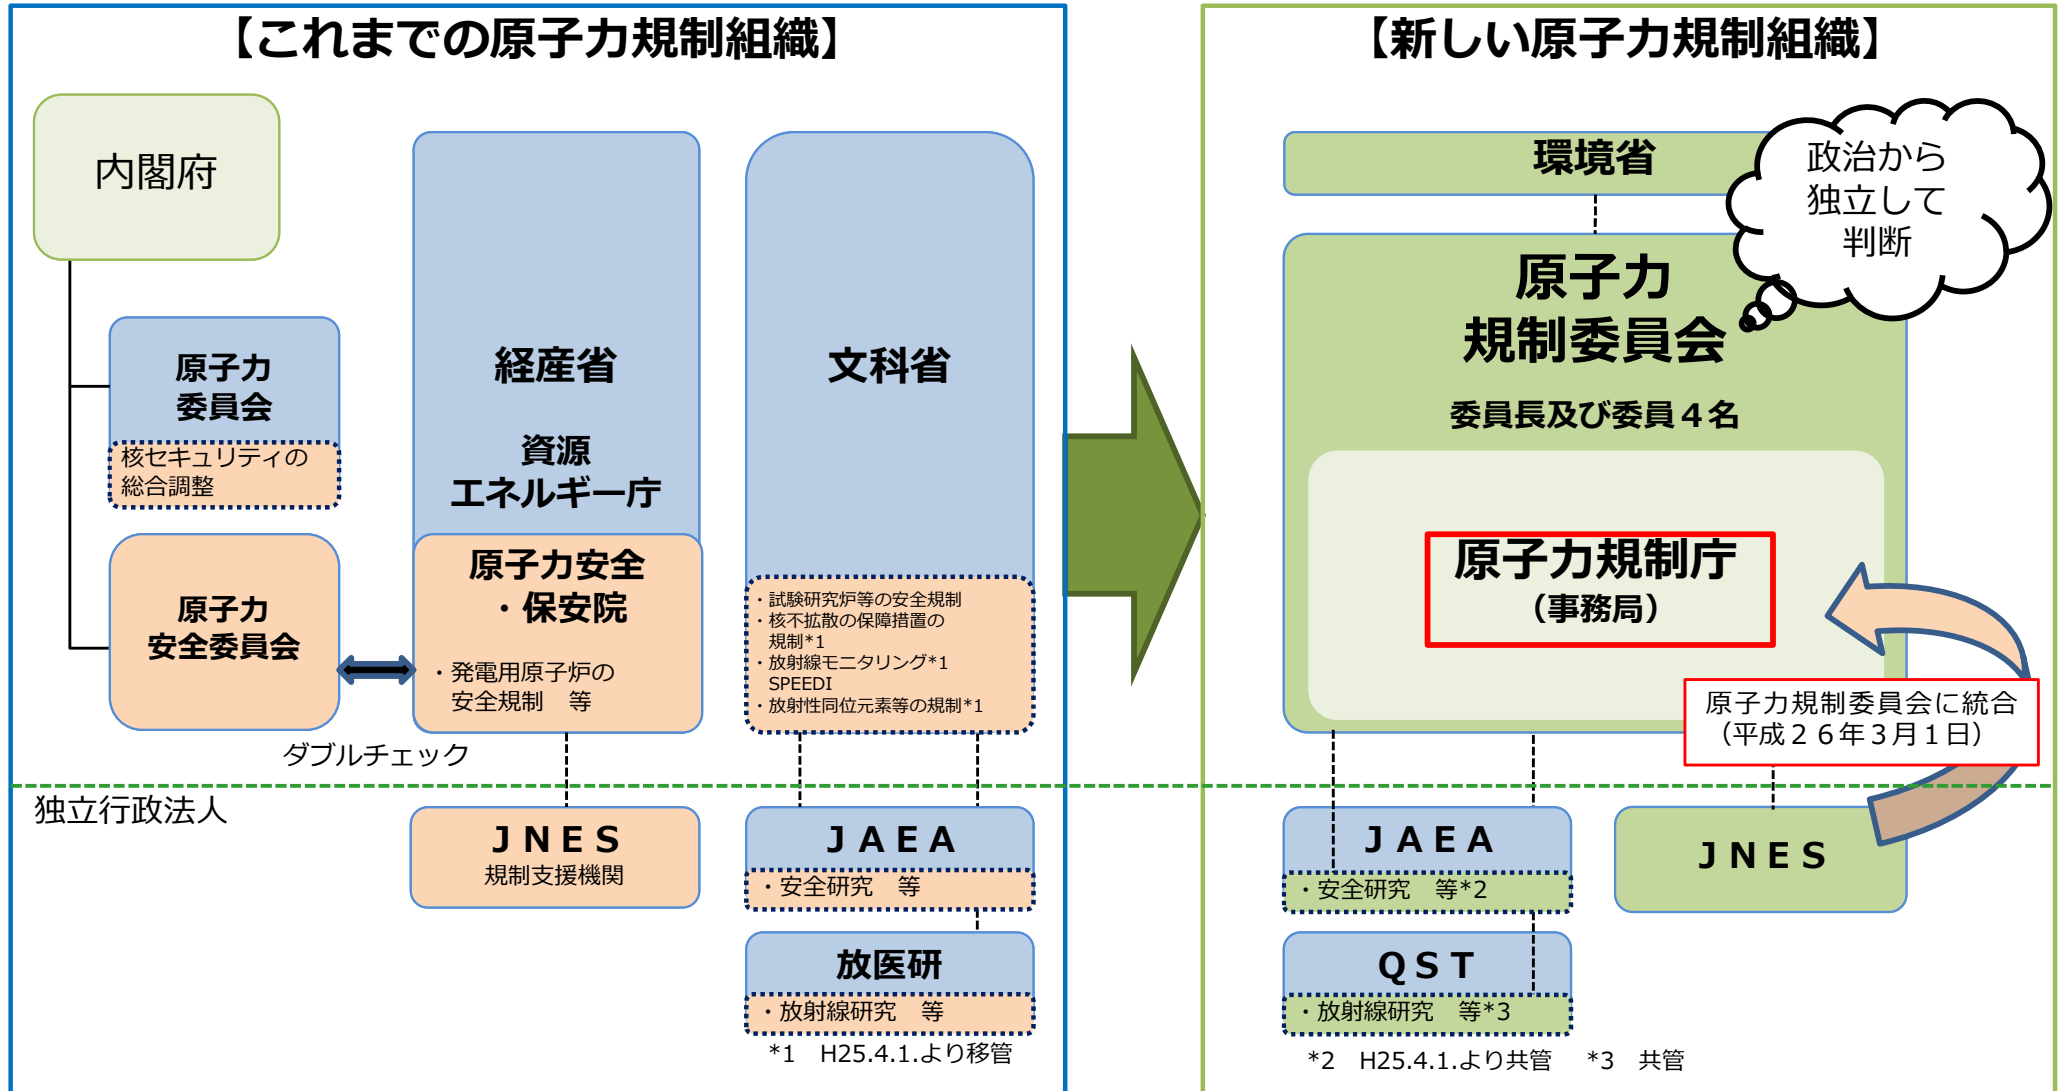 【これまでの原子力規制組織】
内閣府
原子力
委員会
核セキュリティの
総合調整
原子力
安全委員会
経産省
資源
エネルギー庁
原子力安全
・保安院
・発電用原子炉の
安全規制　等
文科省
・試験研究炉等の安全規制
・核不拡散の保障措置の
規制*1
・放射線モニタリング*1
SPEEDI
・放射性同位元素等の規制*1
ダブルチェック
独立行政法人
ＪＮＥＳ
規制支援機関
ＪＡＥＡ
・安全研究　等
放医研
・放射線研究　等
*1　H25.4.1.より移管
【新しい原子力規制組織】
環境省
政治から
独立して
判断
原子力
規制委員会
委員長及び委員４名
原子力規制庁
（事務局）
原子力規制委員会に統合
（平成２６年３月１日）
ＪＡＥＡ
・安全研究　等*2
ＪＮＥＳ
ＱＳＴ
・放射線研究　等*3
*2　H25.4.1.より共管　*3　共管